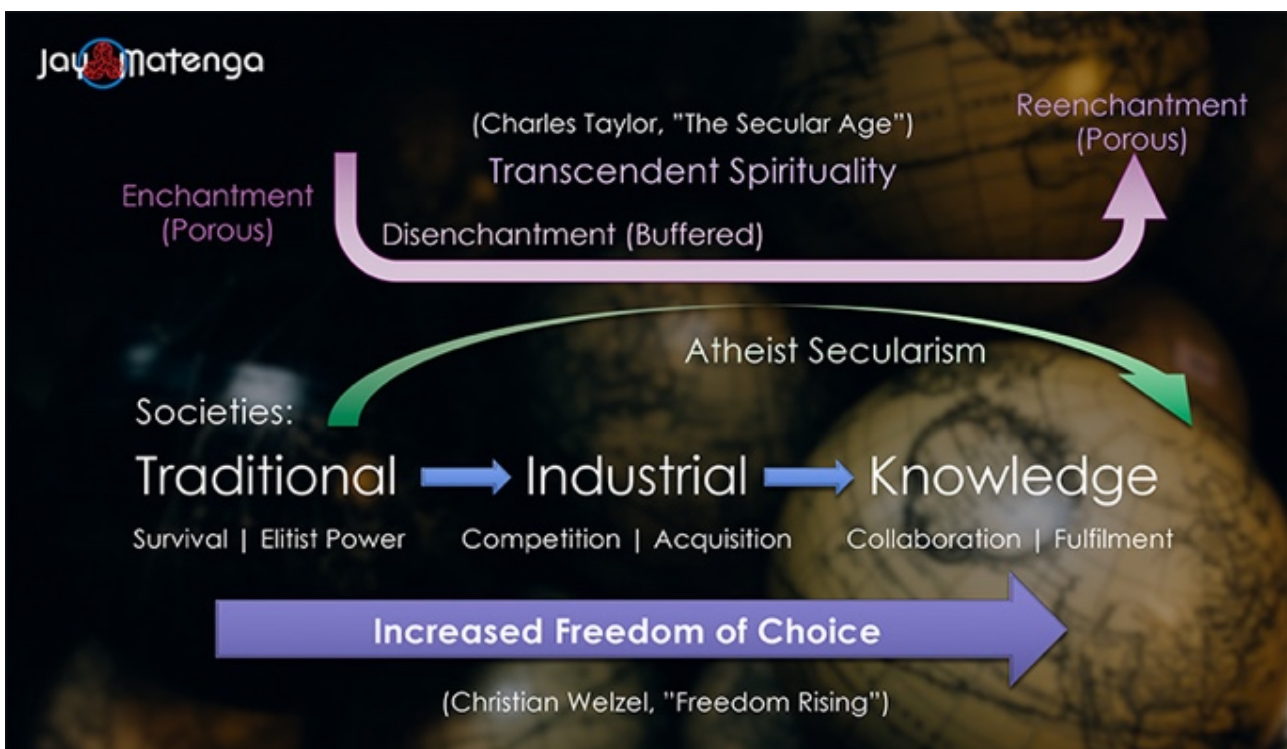 Jay Matenga
(Charles Taylor, "The Secular Age")
Transcendent Spirituality
Reenchantment
(Porous)
Enchantment
(Porous)
Disenchantment (Buffered)
Atheist Secularism
Societies:
Traditional Industrial Knowledge
Survival | Elitist Power Competition | Acquisition Collaboration | Fulfilment
Increased Freedom of Choice
(Christian Welzel, "Freedom Rising")